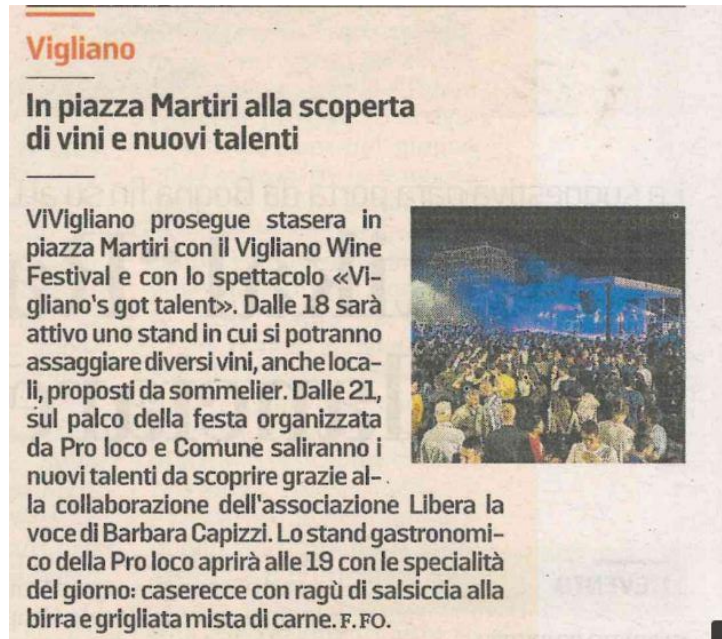 Vigliano
In piazza Martiri alla scoperta
di vini e nuovi talenti
ViVigliano prosegue stasera in
piazza Martiri con il Vigliano Wine
Festival e con lo spettacolo «Vi-
gliano's got talent». Dalle 18 sarà
attivo uno stand in cui si potranno
assaggiare diversi vini, anche loca-
li, proposti da sommelier. Dalle 21,
sul palco della festa organizzata
da Pro loco e Comune saliranno i
nuovi talenti da scoprire grazie al-
la collaborazione dell'associazione Libera la
voce di Barbara Capizzi. Lo stand gastronomi-
co della Pro loco aprirà alle 19 con le specialità
del giorno: caserecce con ragù di salsiccia alla
birra e grigliata mista di carne. F. FO.